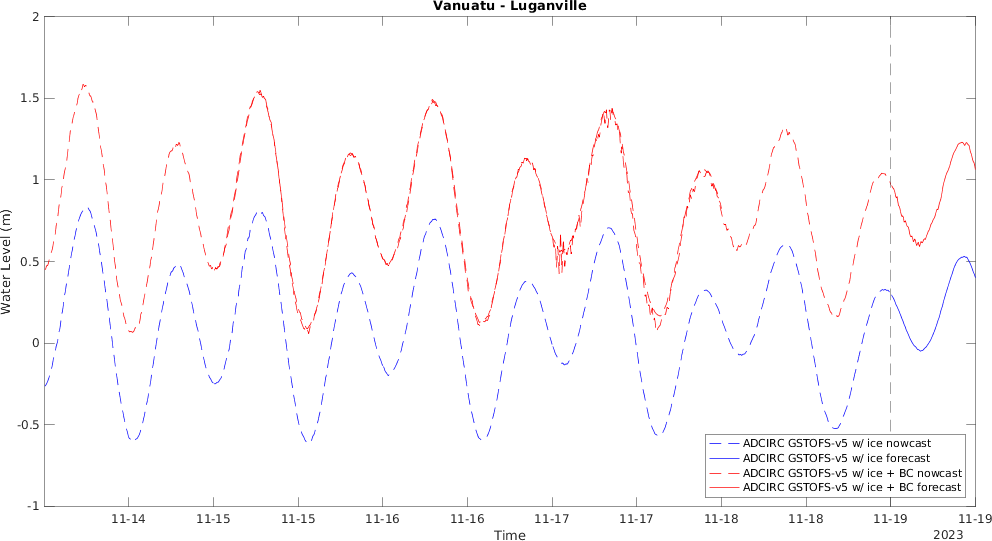 Vanuatu - Luganville
2
1.5
1
0.5
0
-0.5
-1
Water Level (m)
11-14
11-15
11-15
11-16
11-16
11-17
11-17
11-18
11-18
11-19
11-19
Time
2023
ADCIRC GSTOFS-v5 w/ ice nowcast
ADCIRC GSTOFS-v5 w/ ice forecast
ADCIRC GSTOFS-v5 w/ ice + BC nowcast
ADCIRC GSTOFS-v5 w/ ice + BC forecast